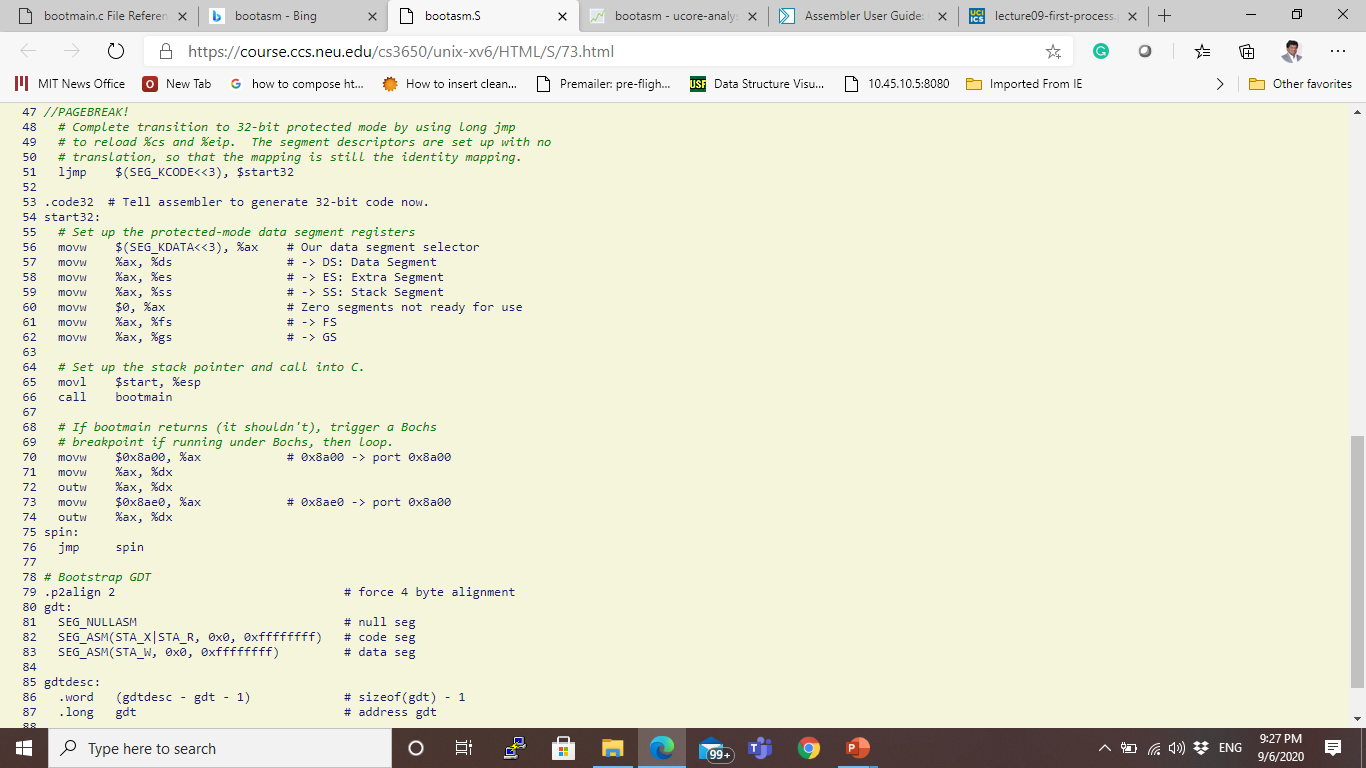 bootmain.c File Referen
bootasm - Bing
bootasm.S
bootasm - ucore-analys
Assembler User Guide:
lecture09-first-process.
https://course.ccs.neu.edu/cs3650/unix-xv6/HTML/S/73.html
MIT News Office
New Tab
how to compose ht...
How to insert clean...
Premailer: pre-fligh...
USF
Data Structure Visu...
10.45.10.5:8080
Imported From IE
Other favorites
47 //PAGEBREAK!
48   # Complete transition to 32-bit protected mode by using long jmp
49   # to reload %cs and %eip.  The segment descriptors are set up with no
50   # translation, so that the mapping is still the identity mapping.
51   ljmp    $(SEG_KCODE<<3), $start32
52
53 .code32  # Tell assembler to generate 32-bit code now.
54 start32:
55   # Set up the protected-mode data segment registers
56   movw    $(SEG_KDATA<<3), %ax    # Our data segment selector
57   movw    %ax, %ds                # -> DS: Data Segment
58   movw    %ax, %es                # -> ES: Extra Segment
59   movw    %ax, %ss                # -> SS: Stack Segment
60   movw    $0, %ax                 # Zero segments not ready for use
61   movw    %ax, %fs                # -> FS
62   movw    %ax, %gs                # -> GS
63
64   # Set up the stack pointer and call into C.
65   movl    $start, %esp
66   call    bootmain
67
68   # If bootmain returns (it shouldn't), trigger a Bochs
69   # breakpoint if running under Bochs, then loop.
70   movw    $0x8a00, %ax            # 0x8a00 -> port 0x8a00
71   movw    %ax, %dx
72   outw    %ax, %dx
73   movw    $0x8ae0, %ax            # 0x8ae0 -> port 0x8a00
74   outw    %ax, %dx
75 spin:
76   jmp     spin
77
78 # Bootstrap GDT
79 .p2align 2                                # force 4 byte alignment
80 gdt:
81   SEG_NULLASM                             # null seg
82   SEG_ASM(STA_X|STA_R, 0x0, 0xffffffff)   # code seg
83   SEG_ASM(STA_W, 0x0, 0xffffffff)         # data seg
84
85 gdtdesc:
86   .word   (gdtdesc - gdt - 1)             # sizeof(gdt) - 1
87   .long   gdt                             # address gdt
88
Type here to search
99+
ENG
9:27 PM
9/6/2020